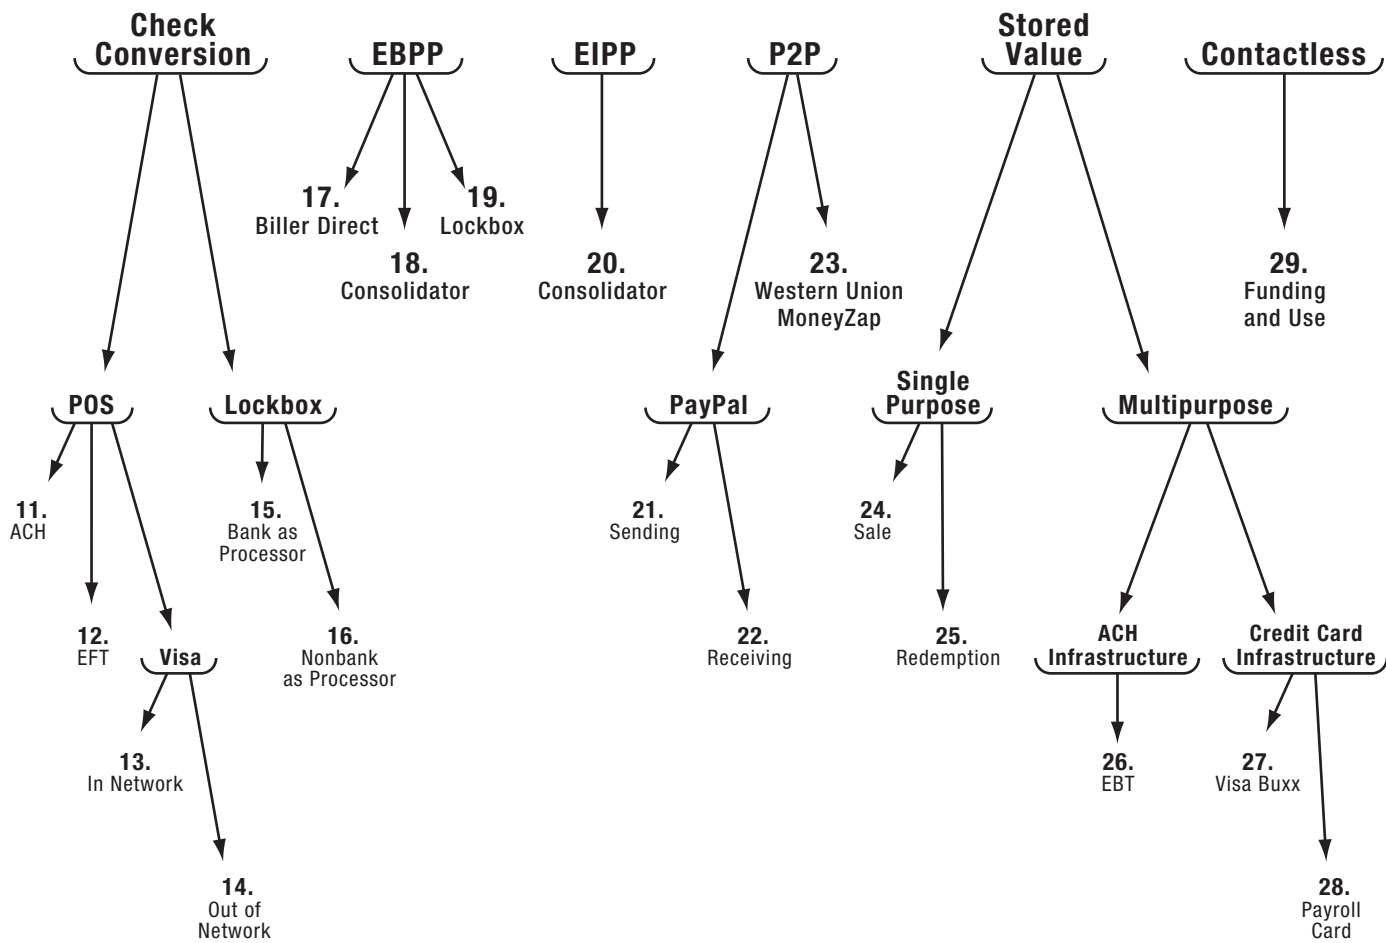 Check
Conversion
EBPP
EIPP
P2P
Stored
Value
Contactless
17.
Biller Direct
19.
Lockbox
18.
Consolidator
20.
Consolidator
23.
Western Union
MoneyZap
29.
Funding
and Use
POS
Lockbox
PayPal
Single
Purpose
Multipurpose
11.
ACH
15.
Bank as
Processor
21.
Sending
24.
Sale
12.
EFT
Visa
16.
Nonbank
as Processor
22.
Receiving
25.
Redemption
ACH
Infrastructure
Credit Card
Infrastructure
13.
In Network
26.
EBT
27.
Visa Buxx
14.
Out of
Network
28.
Payroll
Card